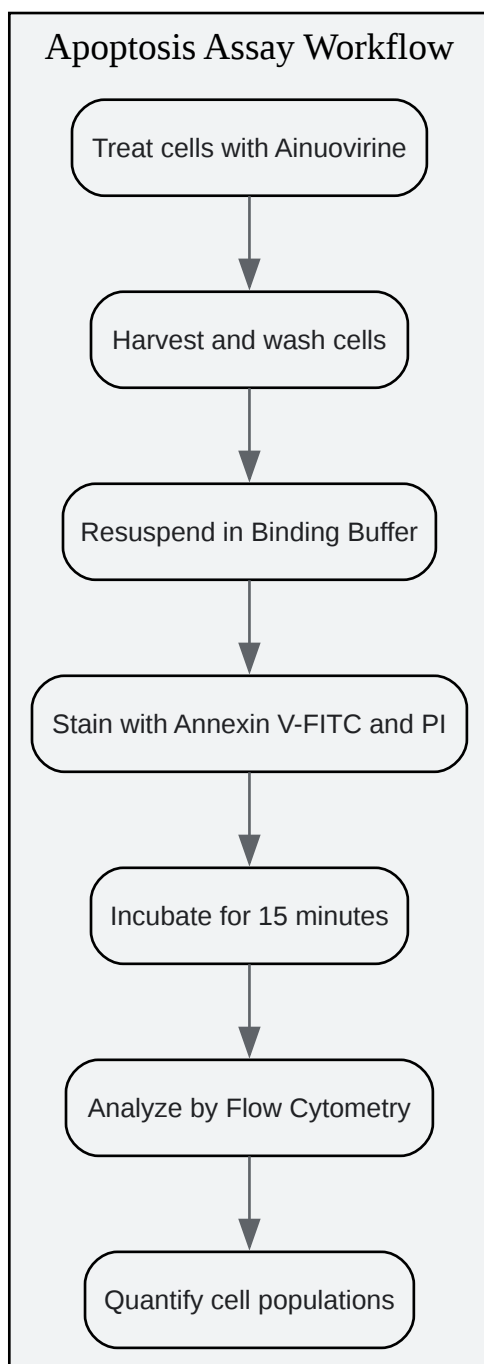 Apoptosis Assay Workflow
Treat cells with Ainuovirine
Harvest and wash cells
Resuspend in Binding Buffer
Stain with Annexin V-FITC and PI
Incubate for 15 minutes
Analyze by Flow Cytometry
Quantify cell populations